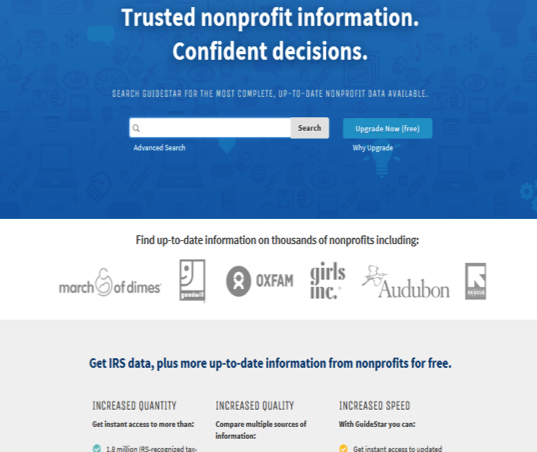 Trusted nonprofit information.
Confident decisions.
SEARCH GUIDESTAR FOR THE MOST COMPLETE, UP-TO-DATE NONPROFIT DATA AVAILABLE.
Search
Upgrade Now (free)
Advanced Search
Why Upgrade
Find up-to-date information on thousands of nonprofits including:
march of dimes
goodwill
OXFAM
girls inc.
Audubon
RESCUE
Get IRS data, plus more up-to-date information from nonprofits for free.
INCREASED QUANTITY
Get instant access to more than:
1.8 million IRS-recognized tax-
INCREASED QUALITY
Compare multiple sources of
information:
INCREASED SPEED
With GuideStar you can:
Get instant access to updated